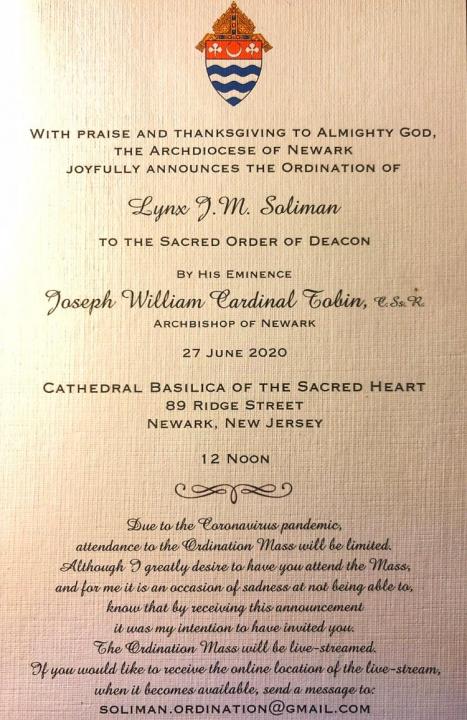 With praise and thanksgiving to Almighty God,
the Archdiocese of Newark
joyfully announces the Ordination of
Lynx J.M. Soliman
to the Sacred Order of Deacon
By His Eminence
Joseph William Cardinal Tobin, C.Ss.R.
Archbishop of Newark
27 June 2020
Cathedral Basilica of the Sacred Heart
89 Ridge Street
Newark, New Jersey
12 Noon
Due to the Coronavirus pandemic,
attendance to the Ordination Mass will be limited.
Although I greatly desire to have you attend the Mass,
and for me it is an occasion of sadness at not being able to,
know that by receiving this announcement
it was my intention to have invited you.
The Ordination Mass will be live-streamed.
If you would like to receive the online location of the live-stream,
when it becomes available, send a message to:
soliman.ordination@gmail.com